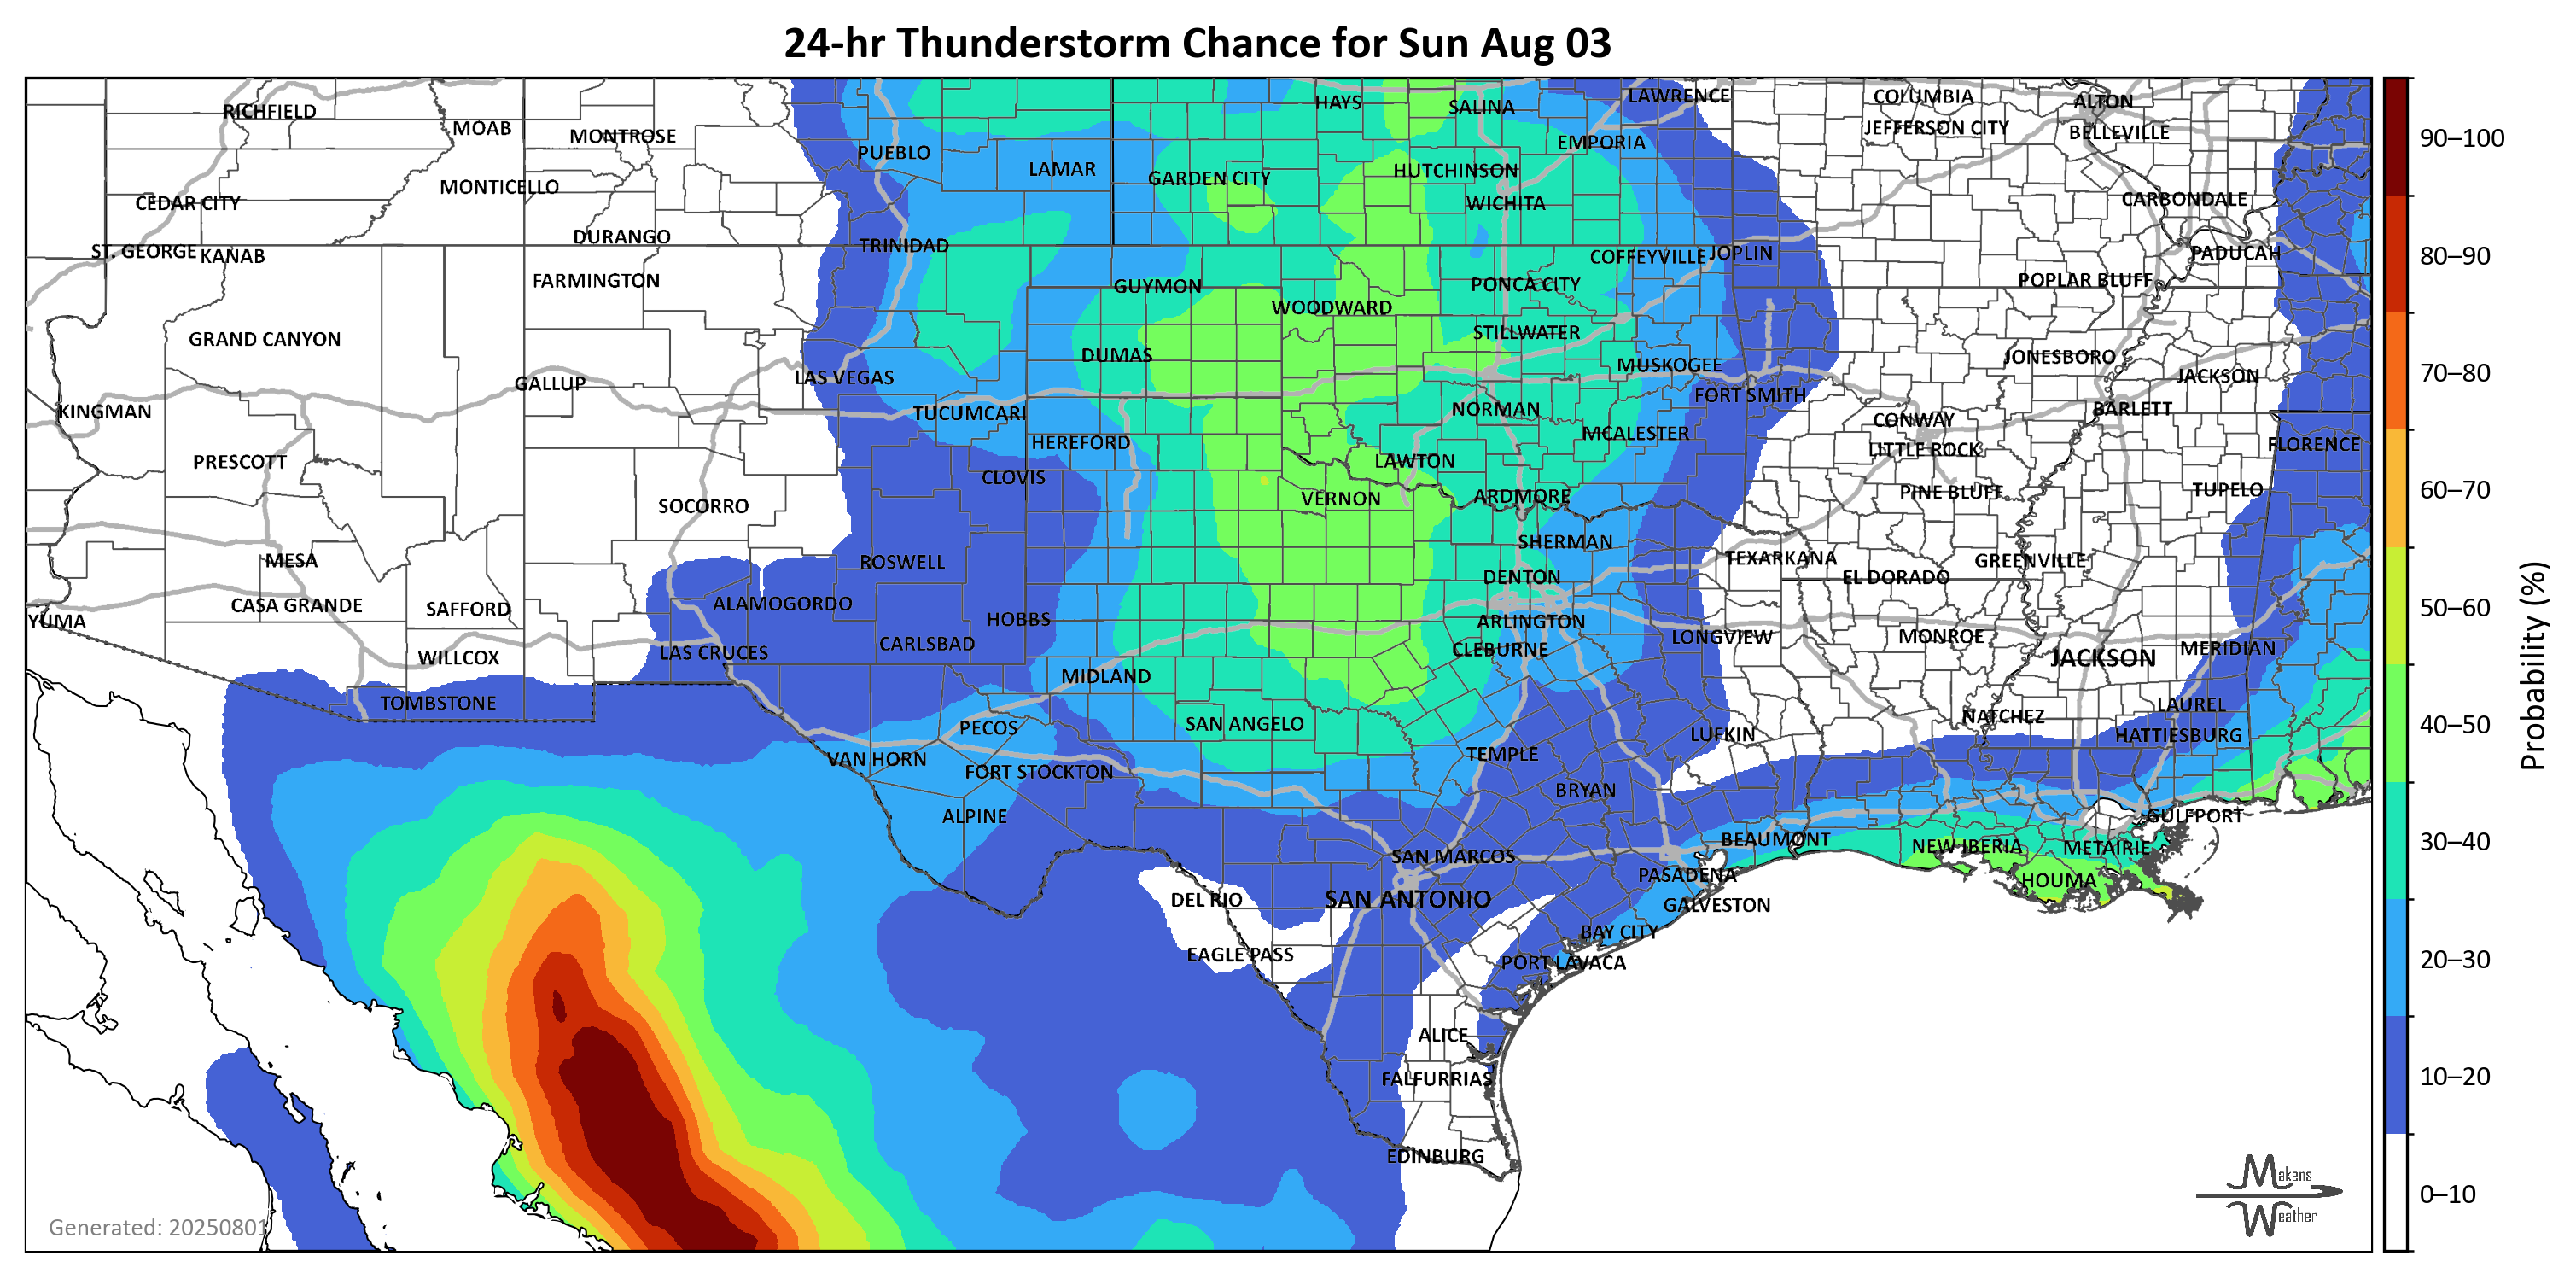 24-hr Thunderstorm Chance for Sun Aug 03
RICHFIELD
MOAB
MONTROSE
PUEBLO
LAMAR
HAYS
SALINA
LAWRENCE
EMPORIA
COLUMBIA
ALTON
JEFFERSON CITY
BELLEVILLE
CEDAR CITY
MONTICELLO
GARDEN CITY
HUTCHINSON
WICHITA
CARBONDALE
ST. GEORGE
KANAB
DURANGO
TRINIDAD
COFFEYVILLE
JOPLIN
PADUCAH
FARMINGTON
GUYMON
WOODWARD
PONCA CITY
POPLAR BLUFF
GRAND CANYON
DUMAS
STILLWATER
MUSKOGEE
JONESBORO
JACKSON
KINGMAN
GALLUP
LAS VEGAS
TUCUMCARI
NORMAN
FORT SMITH
BARLETT
CONWAY
PRESCOTT
HEREFORD
LAWTON
MCALESTER
LITTLE ROCK
FLORENCE
SOCORRO
CLOVIS
VERNON
ARDMORE
PINE BLUFF
TUPELO
MESA
ROSWELL
SHERMAN
TEXARKANA
GREENVILLE
DENTON
EL DORADO
YUMA
CASA GRANDE
SAFFORD
ALAMOGORDO
HOBBS
ARLINGTON
WILLCOX
LAS CRUCES
CARLSBAD
CLEBURNE
LONGVIEW
MONROE
JACKSON
MERIDIAN
TOMBSTONE
MIDLAND
PECOS
SAN ANGELO
LUFKIN
NATCHEZ
LAUREL
HATTIESBURG
VAN HORN
FORT STOCKTON
TEMPLE
BRYAN
ALPINE
GULFPORT
SAN MARCOS
BEAUMONT
NEW IBERIA
METAIRIE
DEL RIO
SAN ANTONIO
PASADENA
GALVESTON
HOUMA
EAGLE PASS
BAY CITY
PORT LAVACA
ALICE
FALFURRIAS
EDINBURG
Generated: 20250801
Makens
Weather
90–100
80–90
70–80
60–70
50–60
40–50
30–40
20–30
10–20
0–10
Probability (%)